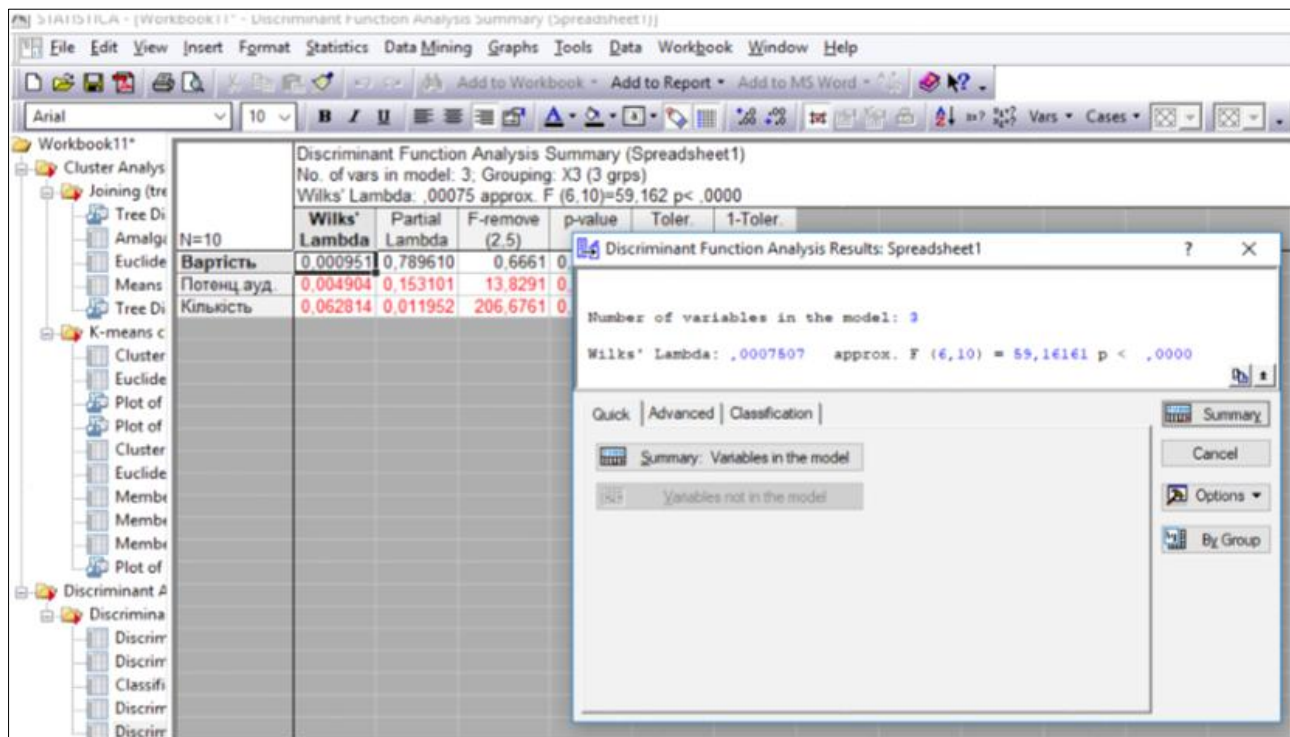 STATISTICA - [Workbook11* - Discriminant Function Analysis Summary (Spreadsheet1)]
File Edit View Insert Format Statistics Data Mining Graphs Tools Data Workbook Window Help
Add to Workbook Add to Report Add to MS Word
Arial 10 B I U Vars Cases
Workbook11*
Cluster Analys
Joining (tre
Tree Di
Amalga
Euclide
Means
Tree Di
K-means c
Cluster
Euclide
Plot of
Plot of
Cluster
Euclide
Membe
Membe
Membe
Plot of
Discriminant A
Discrimina
Discrim
Discrim
Classifi
Discrim
Discrim
Discriminant Function Analysis Summary (Spreadsheet1)
No. of vars in model: 3; Grouping: X3 (3 grps)
Wilks' Lambda: ,00075 approx. F (6,10)=59,162 p< ,0000
N=10 Wilks' Lambda Partial Lambda F-remove (2,5) p-value Toler. 1-Toler.
Вартість 0,000951 0,789610 0,6661 0
Потенц.ауд. 0,004904 0,153101 13,8291 0,
Кількість 0,062814 0,011952 206,6761 0,
Discriminant Function Analysis Results: Spreadsheet1 ? ×
Number of variables in the model: 3
Wilks' Lambda: ,0007507 approx. F (6,10) = 59,16161 p < ,0000
Quick Advanced Classification
Summary: Variables in the model
Variables not in the model
Summary
Cancel
Options
By Group